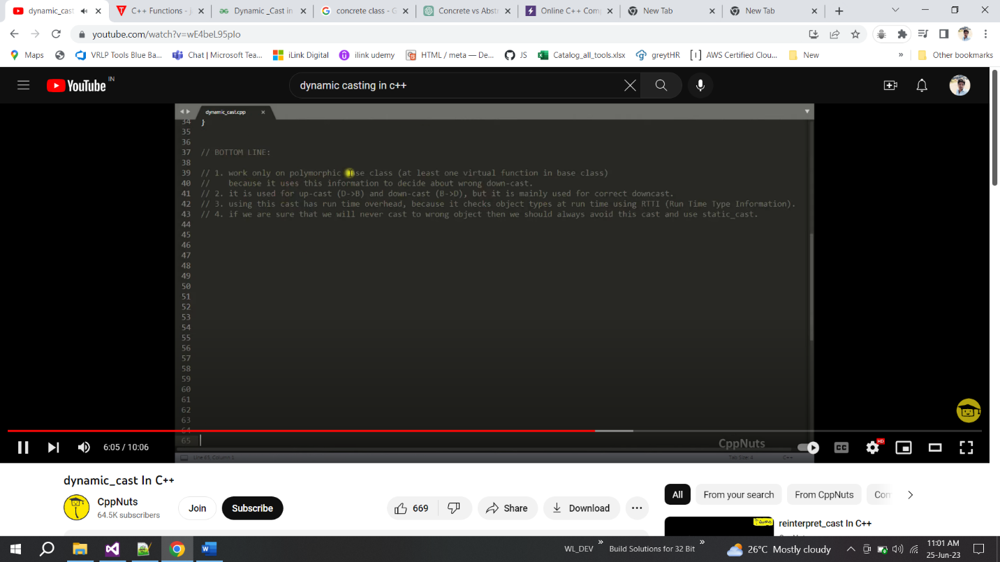 dynamic_cast
C++ Functions - j
Dynamic _Cast in
concrete class - G
Concrete vs Abstr
Online C++ Comp
New Tab
New Tab
youtube.com/watch?v=wE4beL95plo
Maps
VRLP Tools Blue Ba...
Chat | Microsoft Tea...
iLink Digital
ilink udemy
HTML / meta — De...
JS
Catalog_all_tools.xlsx
greytHR
AWS Certified Clou...
New
»
Other bookmarks
YouTube IN
dynamic casting in c++
dynamic_cast.cpp
34 }
35
36
37 // BOTTOM LINE:
38
39 // 1. work only on polymorphic base class (at least one virtual function in base class)
40 // because it uses this information to decide about wrong down-cast.
41 // 2. it is used for up-cast (D->B) and down-cast (B->D), but it is mainly used for correct downcast.
42 // 3. using this cast has run time overhead, because it checks object types at run time using RTTI (Run Time Type Information).
43 // 4. if we are sure that we will never cast to wrong object then we should always avoid this cast and use static_cast.
44
45
46
47
48
49
50
51
52
53
54
55
56
57
58
59
60
61
62
63
64
65
CppNuts
Line 65, Column 1
Tab Size: 4
C++
6:05 / 10:06
CC
HD
dynamic_cast In C++
CppNuts
64.5K subscribers
Join
Subscribe
669
Share
Download
All
From your search
From CppNuts
Com
reinterpret_cast In C++
WL_DEV
»
Build Solutions for 32 Bit
»
26°C Mostly cloudy
11:01 AM
25-Jun-23